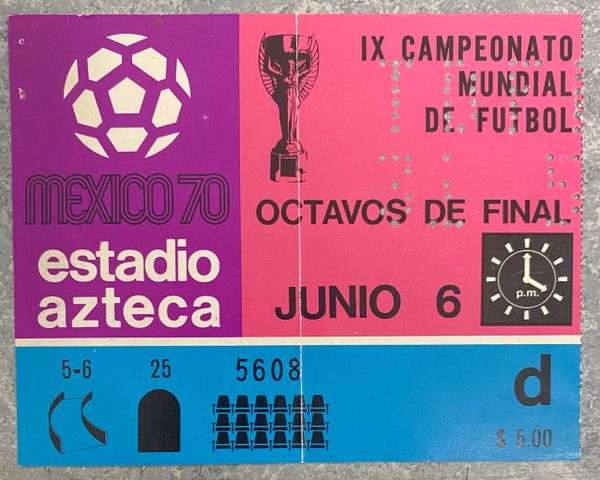 IX CAMPEONATO
MUNDIAL
DE FUTBOL
MEXICO 70
OCTAVOS DE FINAL
estadio
azteca
JUNIO 6
p.m.
5-6
25
5608
d
$ 5.00